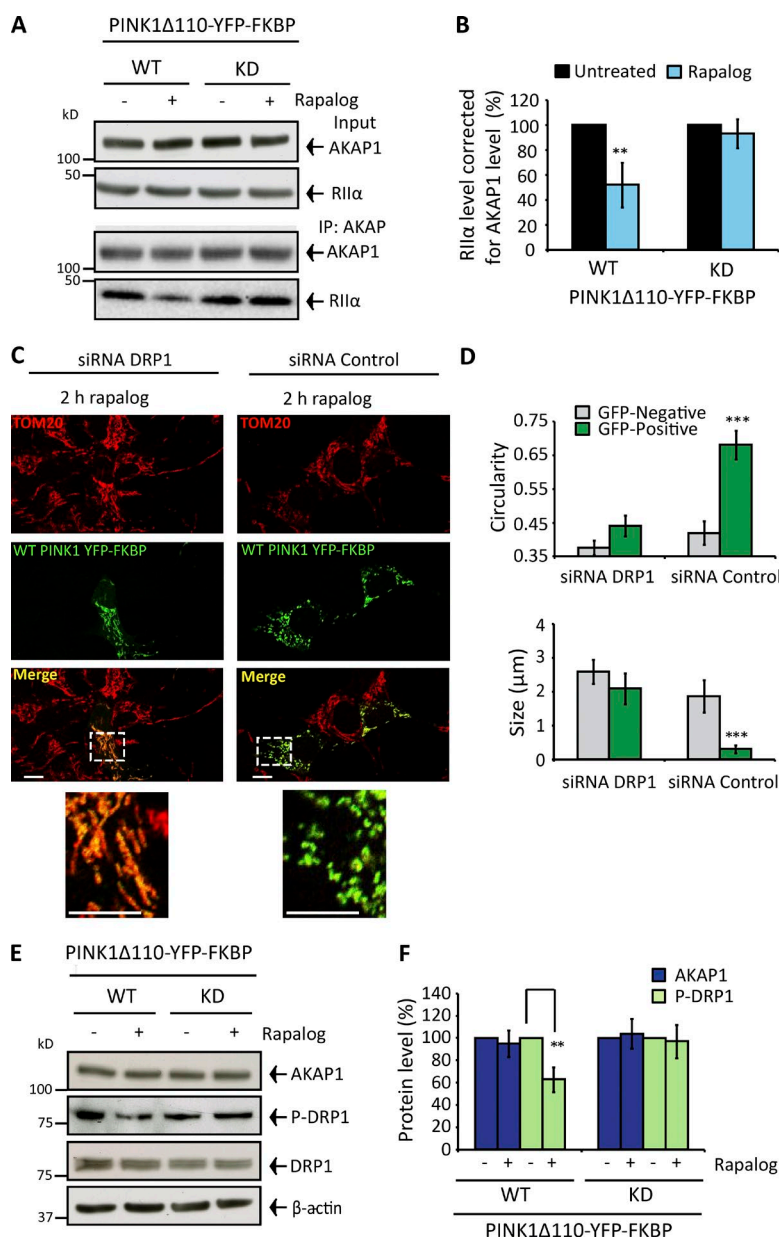 A
PINK1Δ110-YFP-FKBP
WT KD
- + - + Rapalog
kD
Input
AKAP1
100
50
RIIα
IP: AKAP
AKAP1
100
50
RIIα
B
Untreated Rapalog
RIIα level corrected
for AKAP1 level (%)
120
100
80
60
40
20
0
**
WT KD
PINK1Δ110-YFP-FKBP
C
siRNA DRP1 siRNA Control
2 h rapalog 2 h rapalog
TOM20 TOM20
WT PINK1 YFP-FKBP WT PINK1 YFP-FKBP
Merge Merge
D
GFP-Negative
GFP-Positive
Circularity
0.75
0.65
0.55
0.45
0.35
***
siRNA DRP1 siRNA Control
Size (μm)
4
3
2
1
0
***
siRNA DRP1 siRNA Control
E
PINK1Δ110-YFP-FKBP
WT KD
- + - + Rapalog
kD
AKAP1
100
P-DRP1
75
DRP1
75
β-actin
37
F
AKAP1
P-DRP1
Protein level (%)
140
120
100
80
60
40
20
0
**
- + - + - + - + Rapalog
WT KD
PINK1Δ110-YFP-FKBP